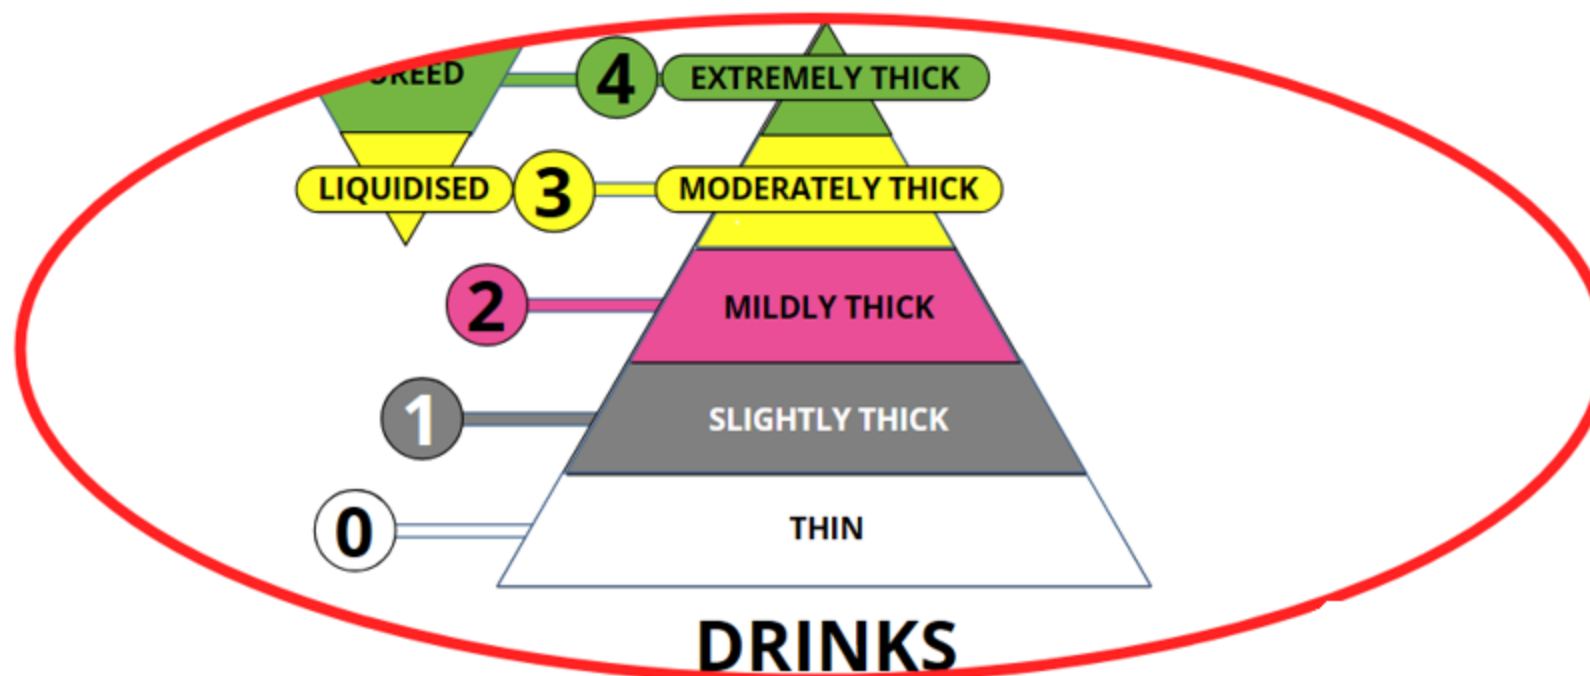 4 EXTREMELY THICK
LIQUIDISED 3 MODERATELY THICK
2 MILDLY THICK
1 SLIGHTLY THICK
0 THIN
DRINKS